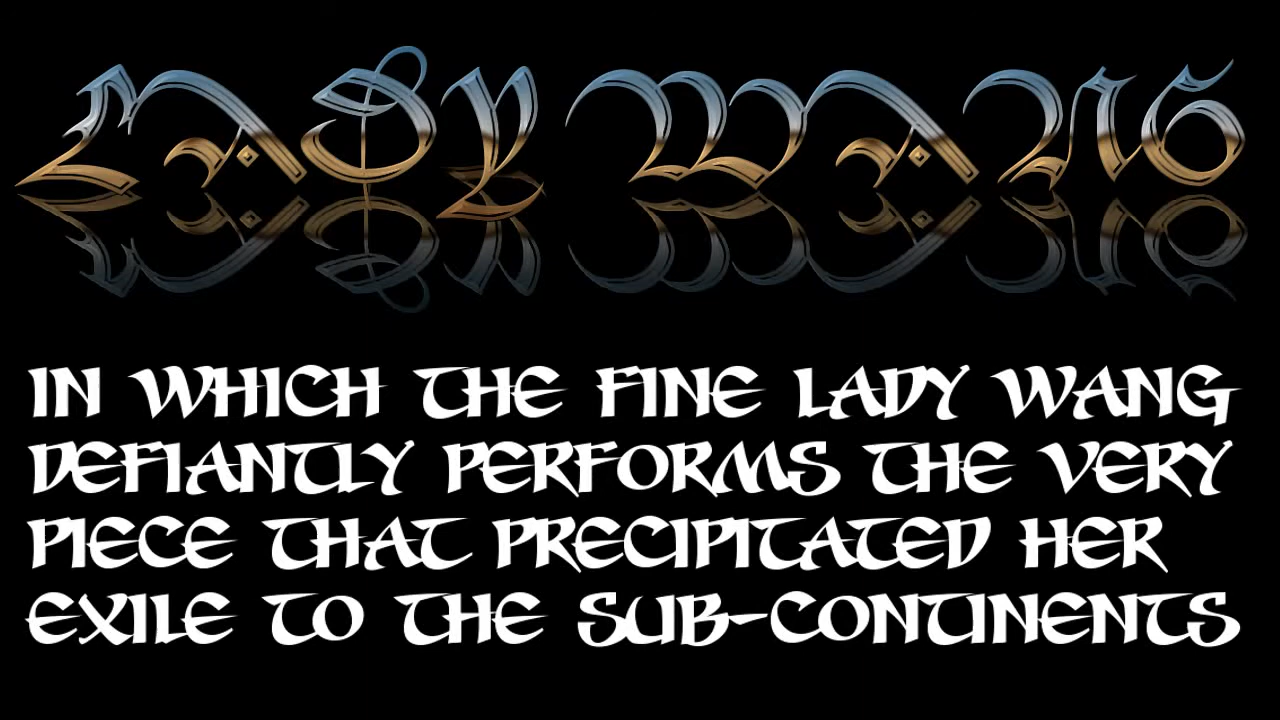 LADY WANG
IN WHICH THE FINE LADY WANG
DEFIANTLY PERFORMS THE VERY
PIECE THAT PRECIPITATED HER
EXILE TO THE SUB-CONTINENTS